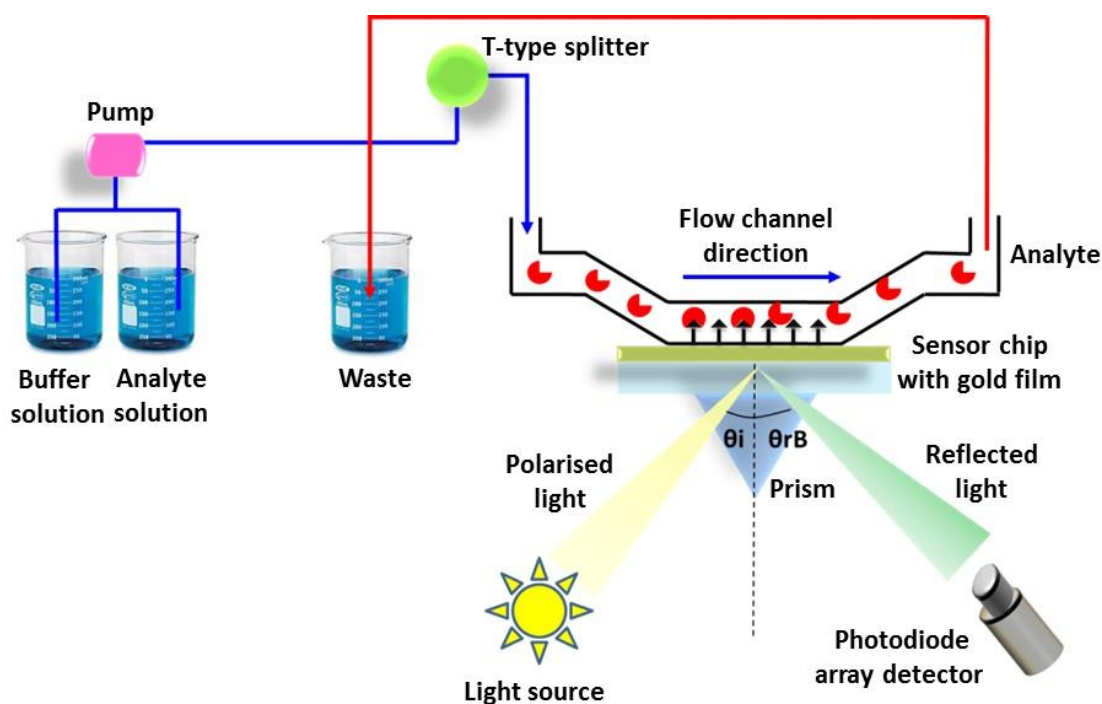 T-type splitter
Pump
Flow channel
direction
Analyte
Buffer
solution
Analyte
solution
Waste
Sensor chip
with gold film
θi
θrB
Polarised
light
Prism
Reflected
light
Light source
Photodiode
array detector